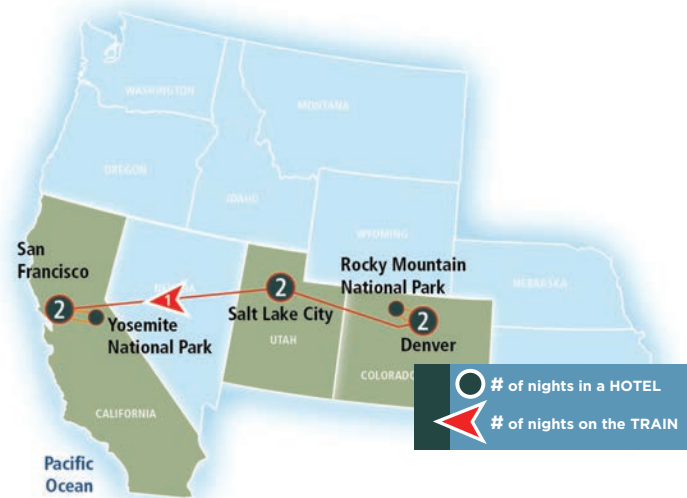 WASHINGTON
MONTANA
OREGON
IDAHO
WYOMING
San
Francisco
Rocky Mountain
National Park
NEBRASKA
2
1
2
Salt Lake City
Yosemite
National Park
2
Denver
UTAH
COLORADO
# of nights in a HOTEL
CALIFORNIA
# of nights on the TRAIN
Pacific
Ocean